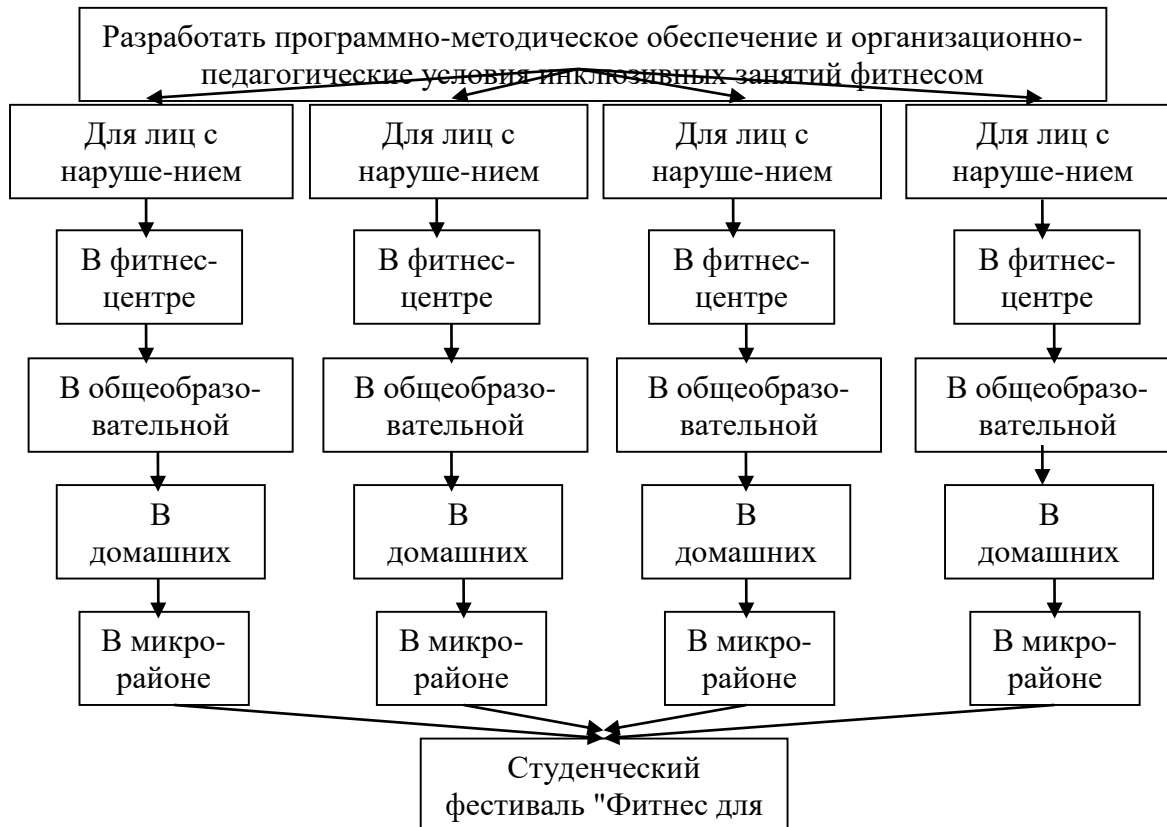 Разработать программно-методическое обеспечение и организационно-
педагогические условия инклюзивных занятий фитнесом
Для лиц с
наруше-нием
Для лиц с
наруше-нием
Для лиц с
наруше-нием
Для лиц с
наруше-нием
В фитнес-
центре
В фитнес-
центре
В фитнес-
центре
В фитнес-
центре
В общеобразо-
вательной
В общеобразо-
вательной
В общеобразо-
вательной
В общеобразо-
вательной
В
домашних
В
домашних
В
домашних
В
домашних
В микро-
районе
В микро-
районе
В микро-
районе
В микро-
районе
Студенческий
фестиваль "Фитнес для